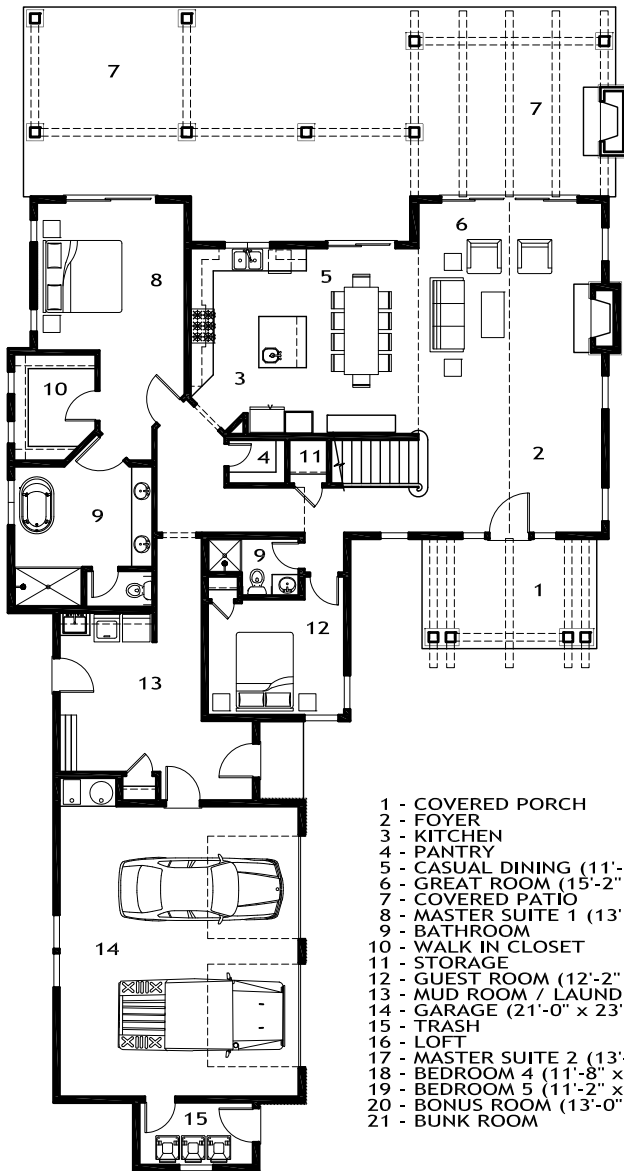 7
7
6
8
5
10
3
4
11
2
9
9
1
12
13
14
15
1 - COVERED PORCH
2 - FOYER
3 - KITCHEN
4 - PANTRY
5 - CASUAL DINING (11'-
6 - GREAT ROOM (15'-2"
7 - COVERED PATIO
8 - MASTER SUITE 1 (13'
9 - BATHROOM
10 - WALK IN CLOSET
11 - STORAGE
12 - GUEST ROOM (12'-2"
13 - MUD ROOM / LAUND
14 - GARAGE (21'-0" x 23'
15 - TRASH
16 - LOFT
17 - MASTER SUITE 2 (13'-
18 - BEDROOM 4 (11'-8" x
19 - BEDROOM 5 (11'-2" x
20 - BONUS ROOM (13'-0"
21 - BUNK ROOM